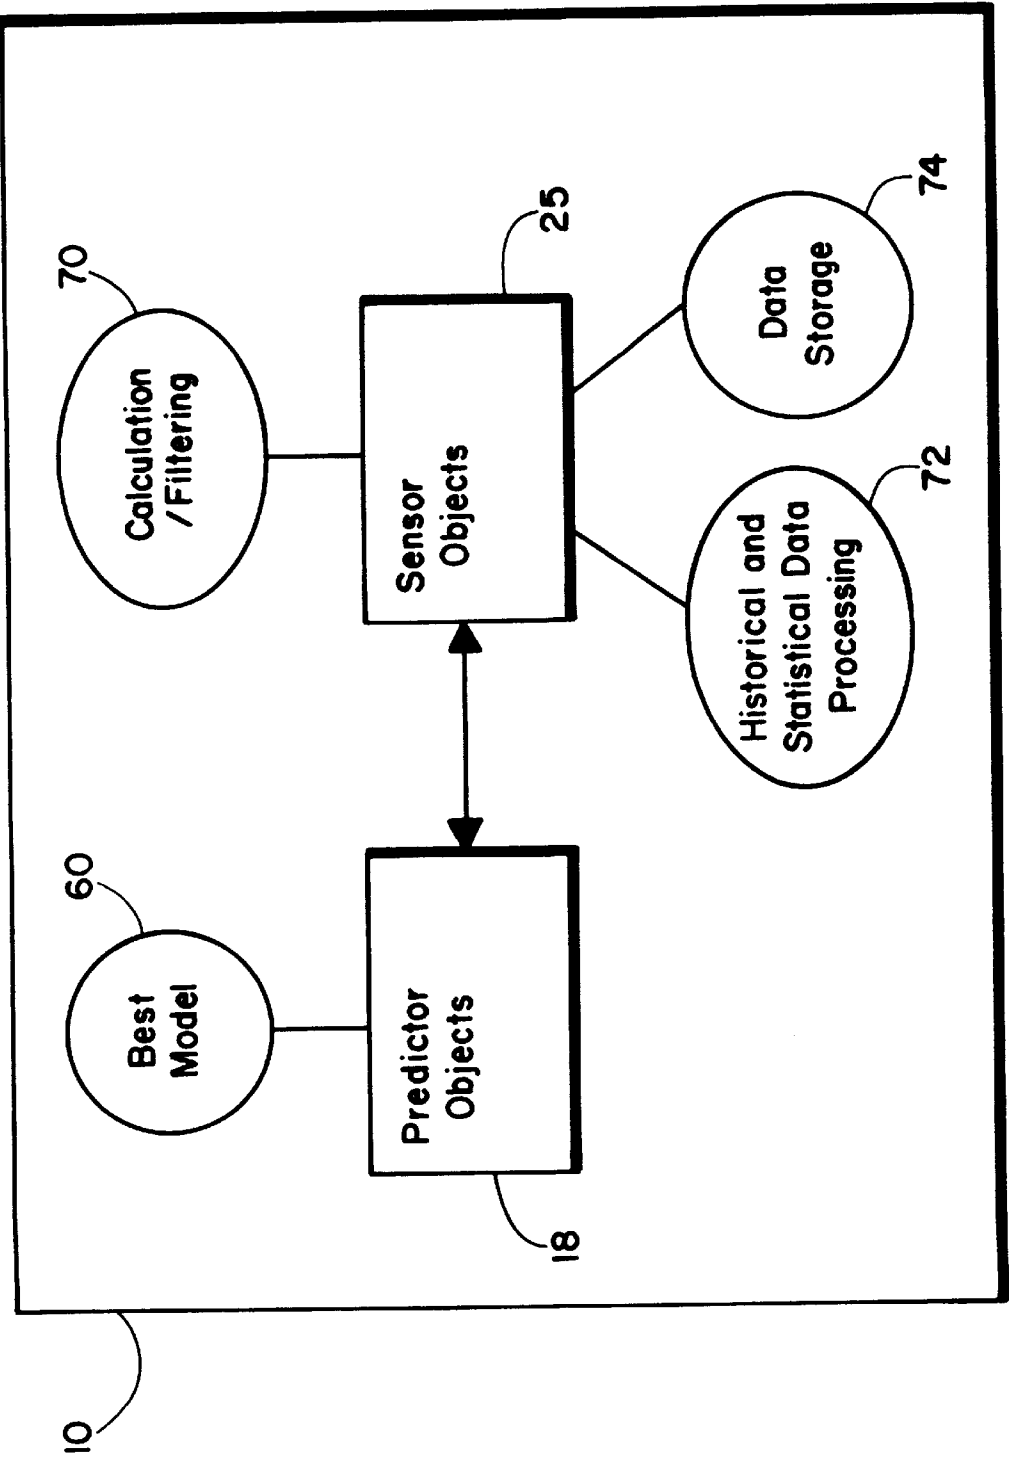 60
70
Best
Model
Calculation
/Filtering
Predictor
Objects
Sensor
Objects
25
18
Historical and
Statistical Data
Processing
Data
Storage
72
74
10